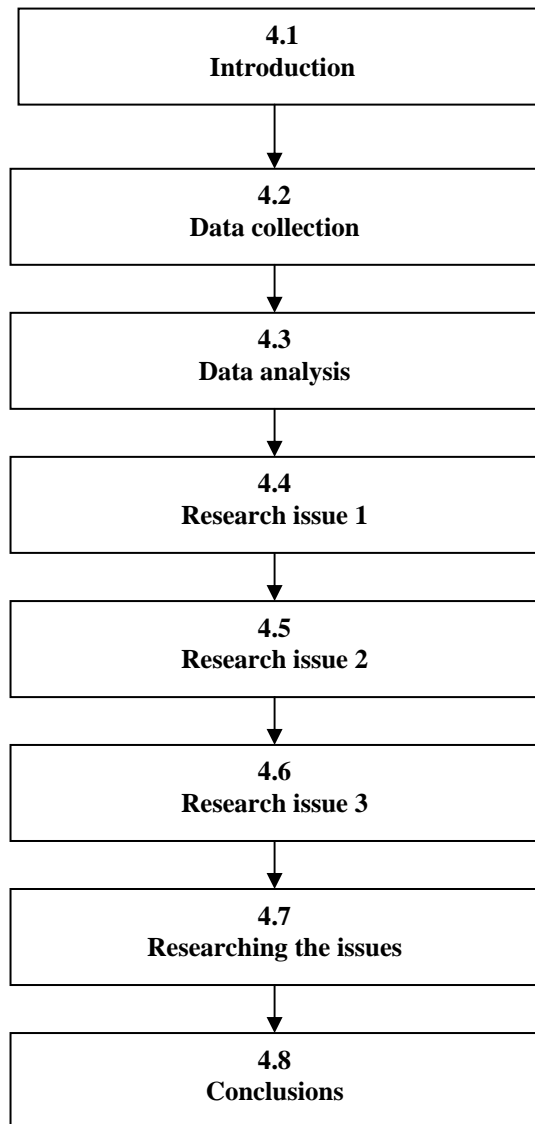 4.1
Introduction
4.2
Data collection
4.3
Data analysis
4.4
Research issue 1
4.5
Research issue 2
4.6
Research issue 3
4.7
Researching the issues
4.8
Conclusions